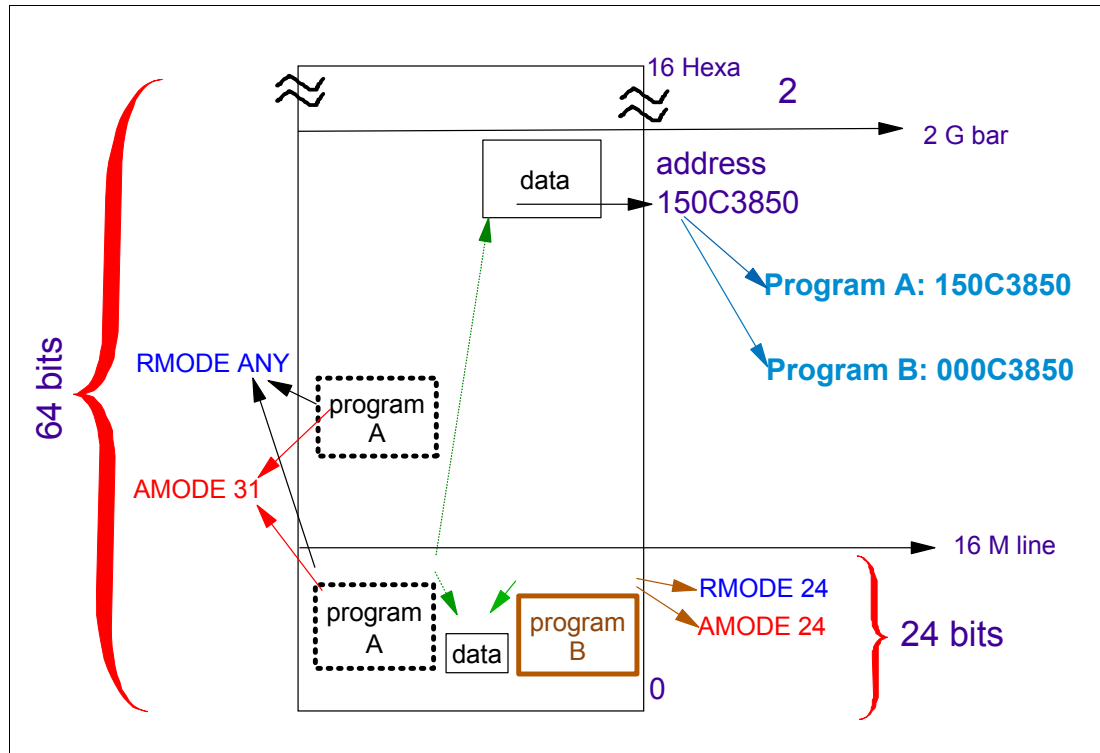 16 Hexa
2
2 G bar
data
address
150C3850
Program A: 150C3850
Program B: 000C3850
64 bits
RMODE ANY
program
A
AMODE 31
16 M line
program
A
data
program
B
RMODE 24
AMODE 24
24 bits
0